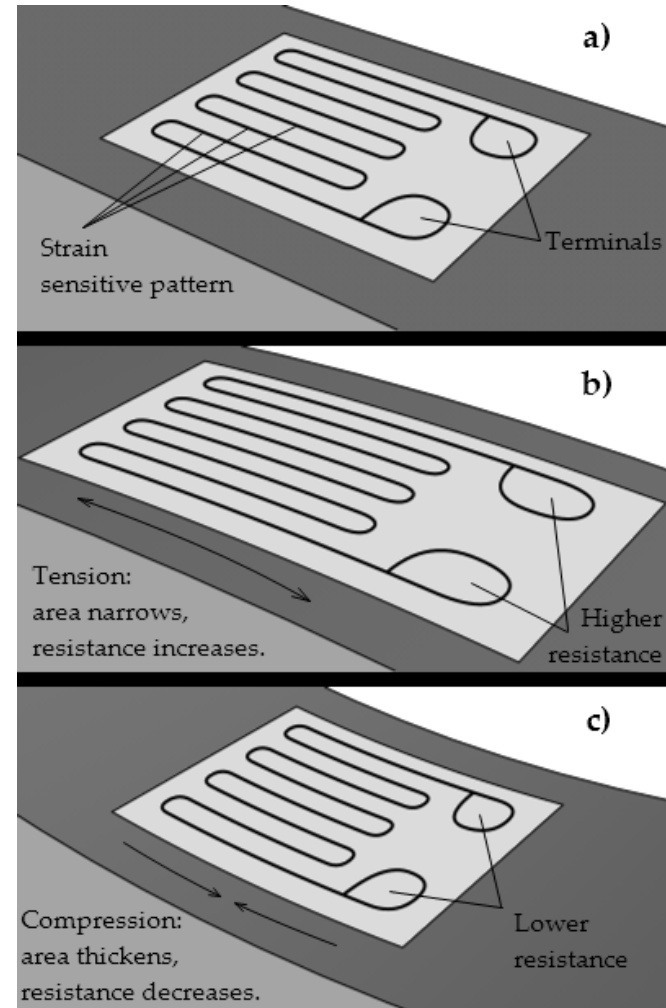 a)
Strain
sensitive pattern
Terminals
b)
Tension:
area narrows,
resistance increases.
Higher
resistance
c)
Compression:
area thickens,
resistance decreases.
Lower
resistance